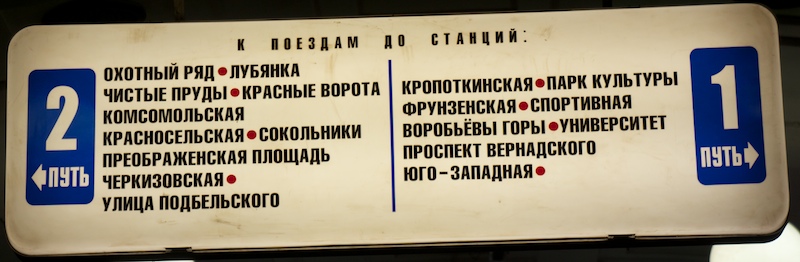 К ПОЕЗДАМ ДО СТАНЦИЙ:
2
←ПУТЬ
ОХОТНЫЙ РЯД•ЛУБЯНКА
ЧИСТЫЕ ПРУДЫ•КРАСНЫЕ ВОРОТА
КОМСОМОЛЬСКАЯ
КРАСНОСЕЛЬСКАЯ•СОКОЛЬНИКИ
ПРЕОБРАЖЕНСКАЯ ПЛОЩАДЬ
ЧЕРКИЗОВСКАЯ•
УЛИЦА ПОДБЕЛЬСКОГО
КРОПОТКИНСКАЯ•ПАРК КУЛЬТУРЫ
ФРУНЗЕНСКАЯ•СПОРТИВНАЯ
ВОРОБЬЁВЫ ГОРЫ•УНИВЕРСИТЕТ
ПРОСПЕКТ ВЕРНАДСКОГО
ЮГО-ЗАПАДНАЯ•
1
ПУТЬ→